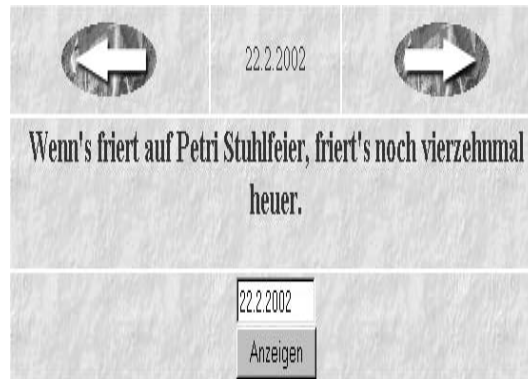 22.2.2002
Wenn's friert auf Petri Stuhlfeier, friert's noch vierzehnmal
heuer.
22.2.2002
Anzeigen